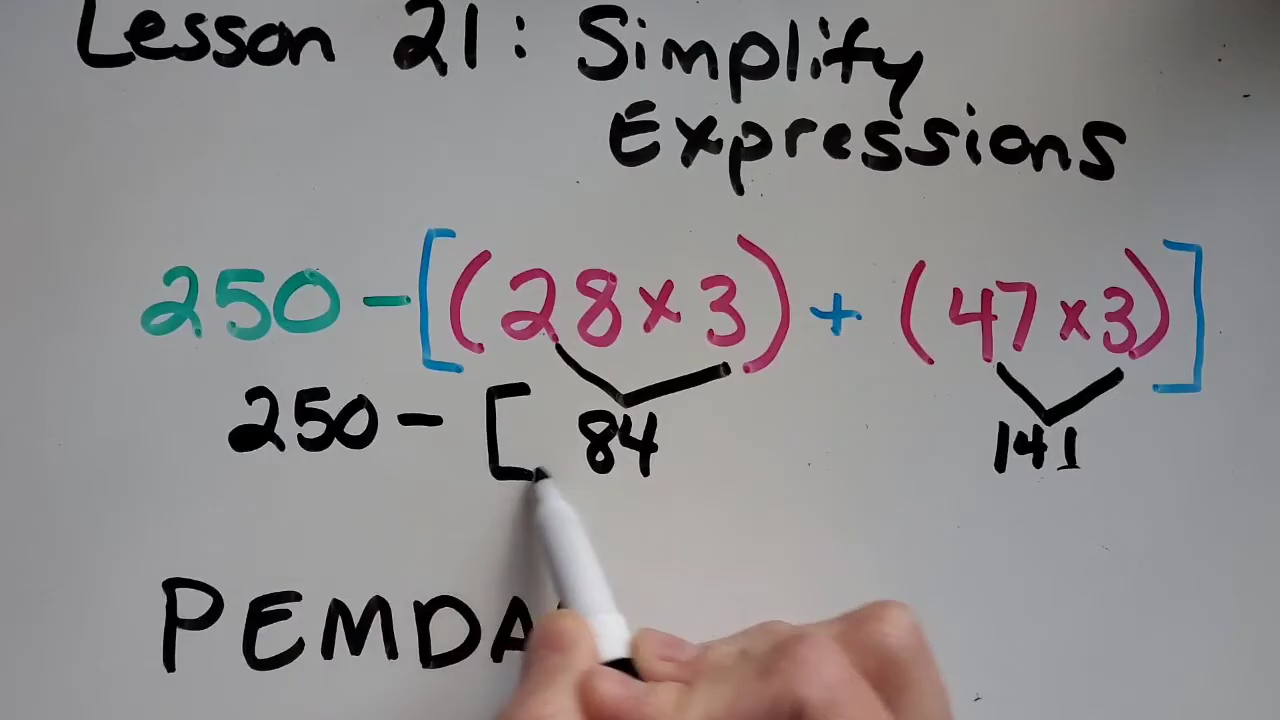 Lesson 21: Simplify
Expressions
250 - [(28 x 3) + (47 x 3)]
250 - [ 84 141
PEMDA